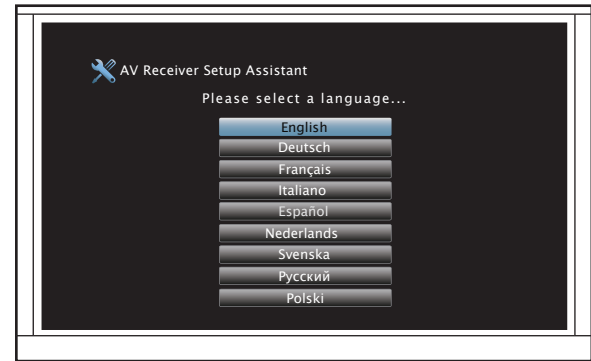 AV Receiver Setup Assistant
Please select a language...
English
Deutsch
Français
Italiano
Español
Nederlands
Svenska
Русский
Polski